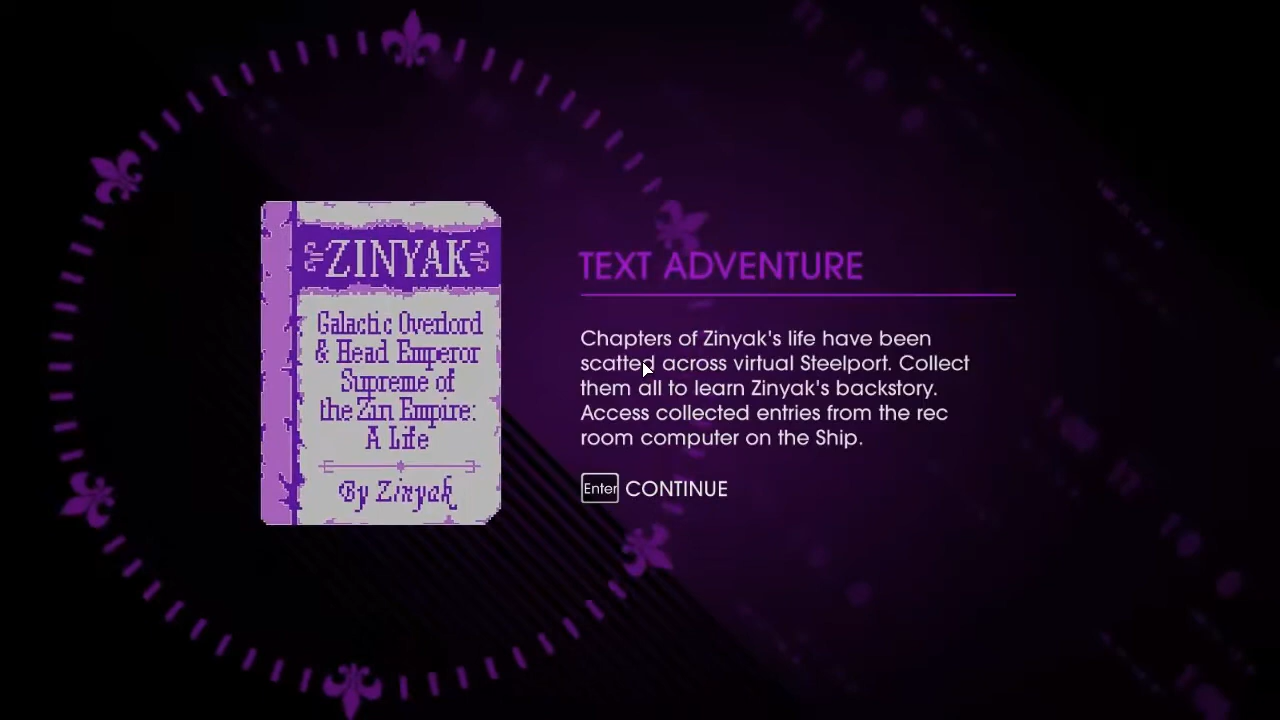 ZINYAK
Galactic Overlord
& Head Emperor
Supreme of
the Zin Empire:
A Life
By Zinyak
TEXT ADVENTURE
Chapters of Zinyak's life have been
scatted across virtual Steelport. Collect
them all to learn Zinyak's backstory.
Access collected entries from the rec
room computer on the Ship.
Enter CONTINUE